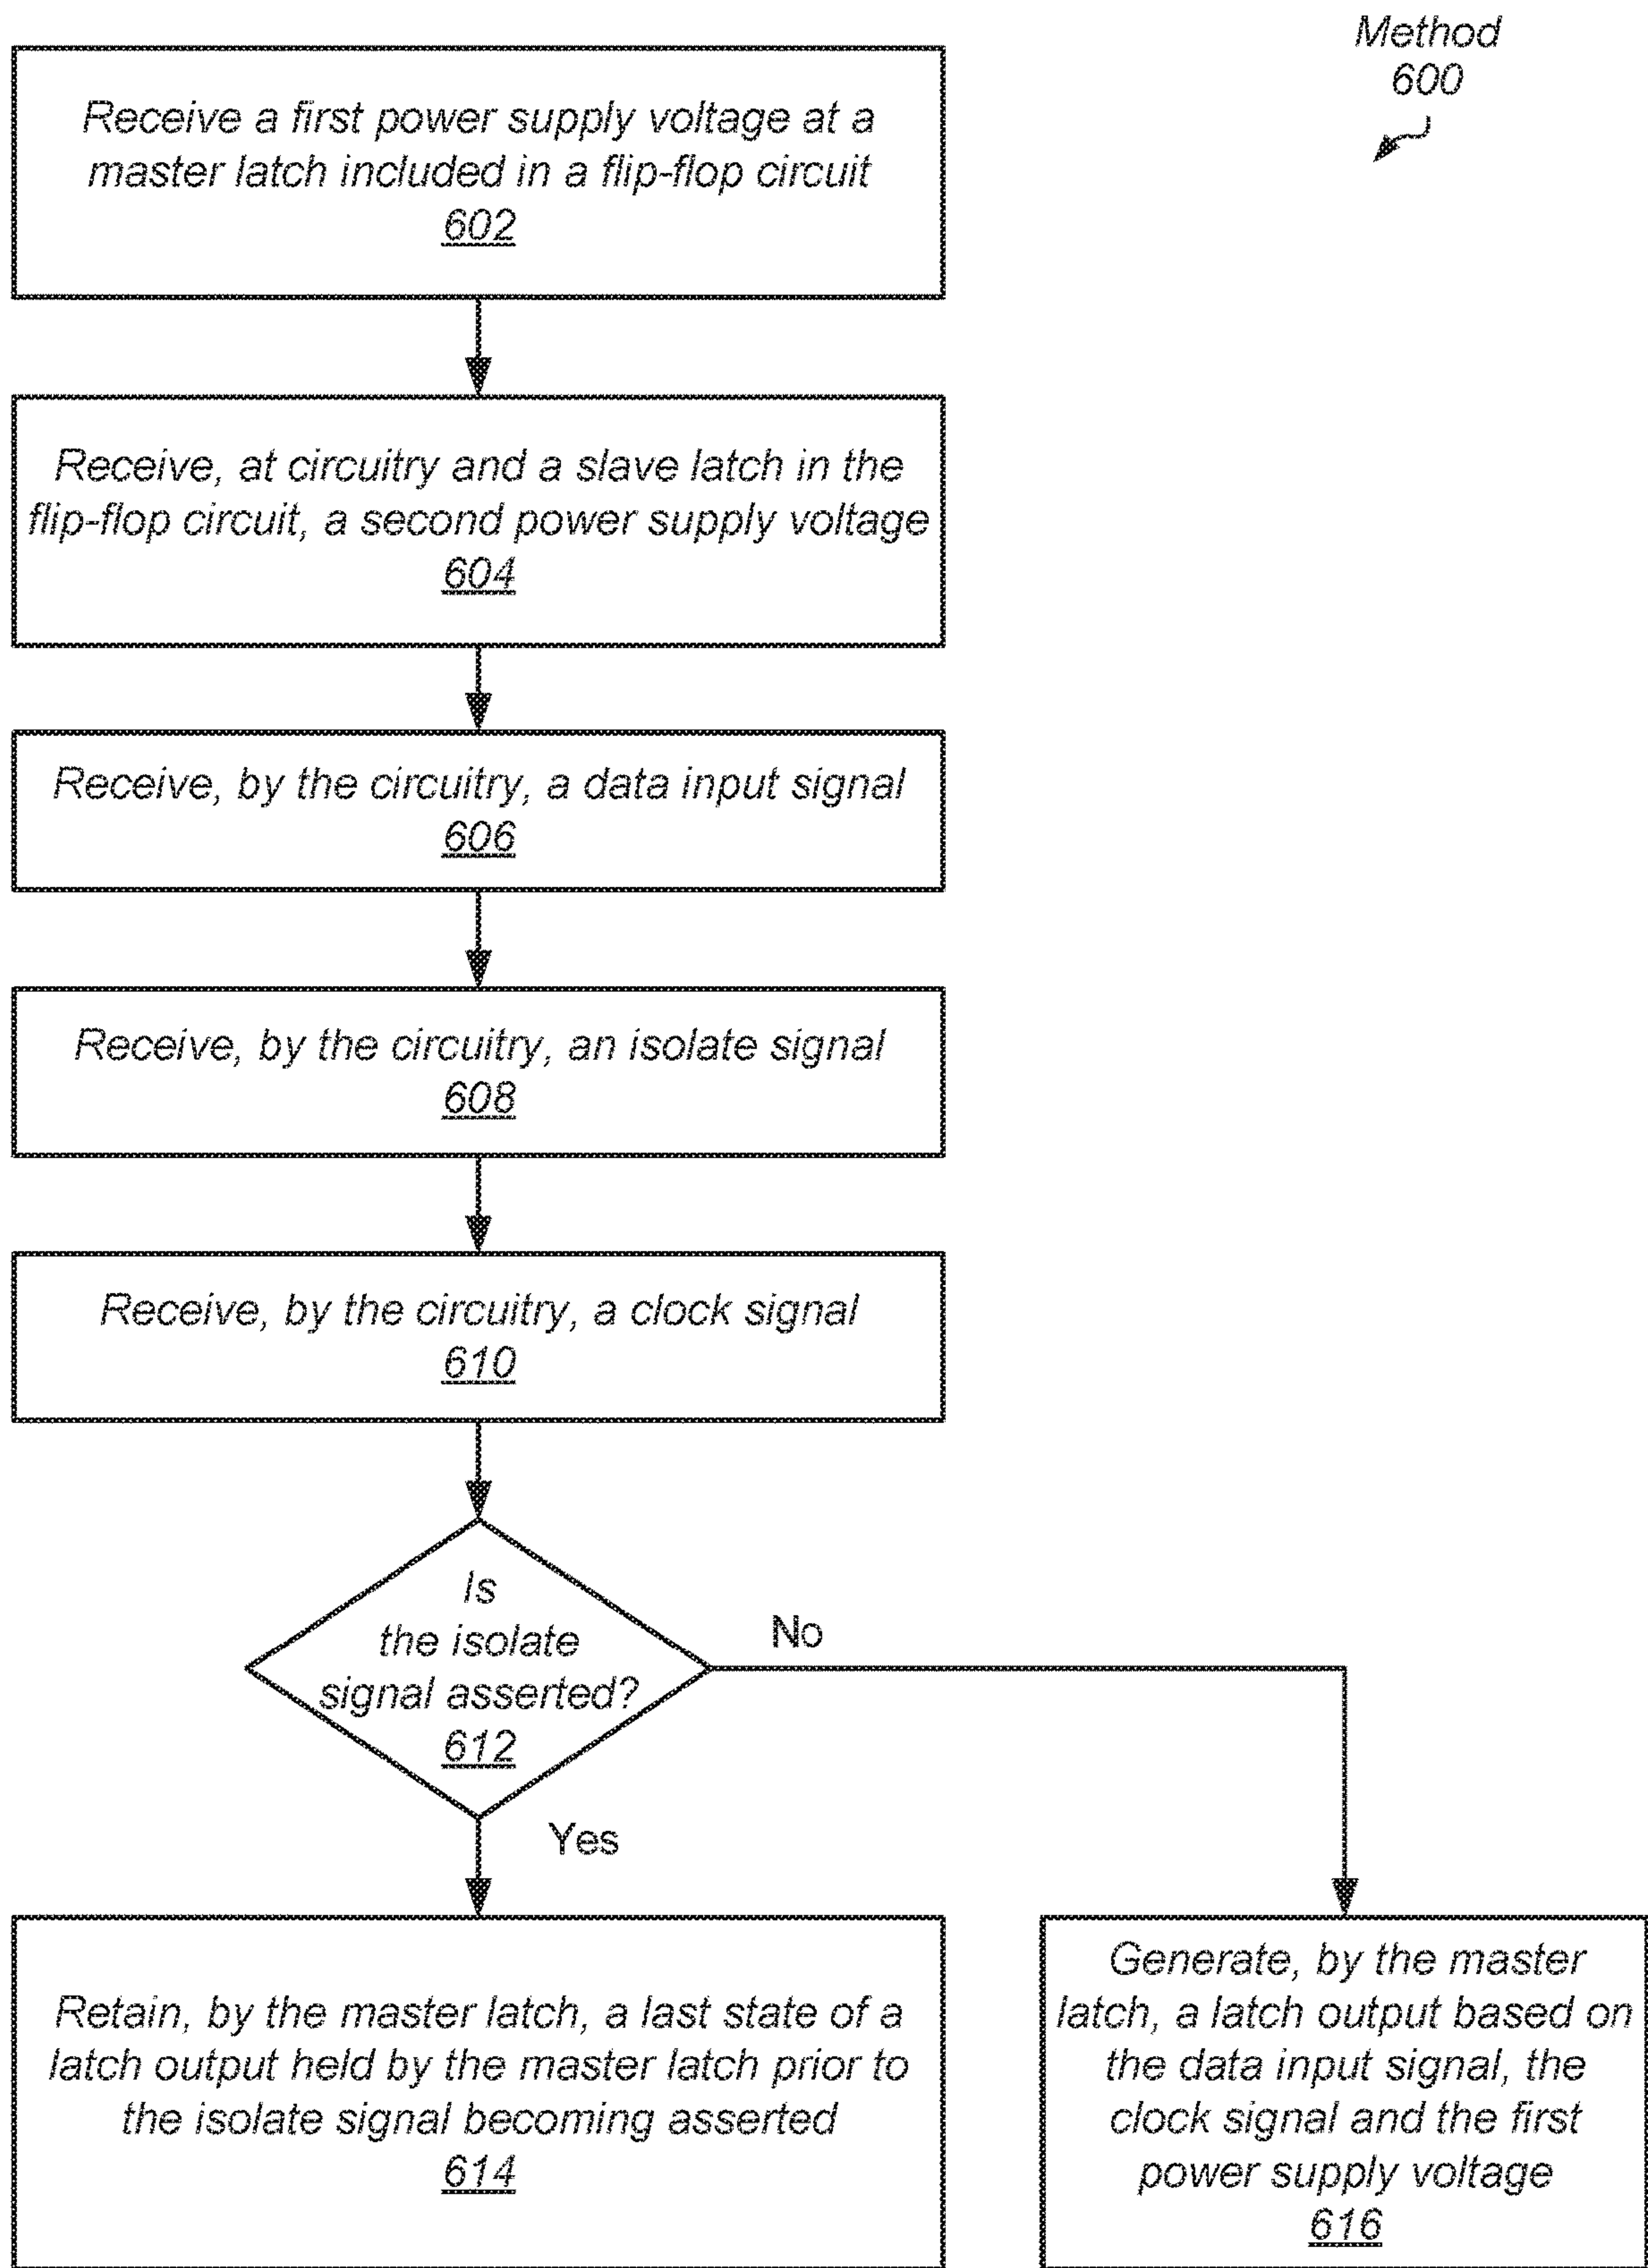 Method
600
Receive a first power supply voltage at a
master latch included in a flip-flop circuit
602
Receive, at circuitry and a slave latch in the
flip-flop circuit, a second power supply voltage
604
Receive, by the circuitry, a data input signal
606
Receive, by the circuitry, an isolate signal
608
Receive, by the circuitry, a clock signal
610
Is
the isolate
signal asserted?
612
No
Yes
Retain, by the master latch, a last state of a
latch output held by the master latch prior to
the isolate signal becoming asserted
614
Generate, by the master
latch, a latch output based on
the data input signal, the
clock signal and the first
power supply voltage
616